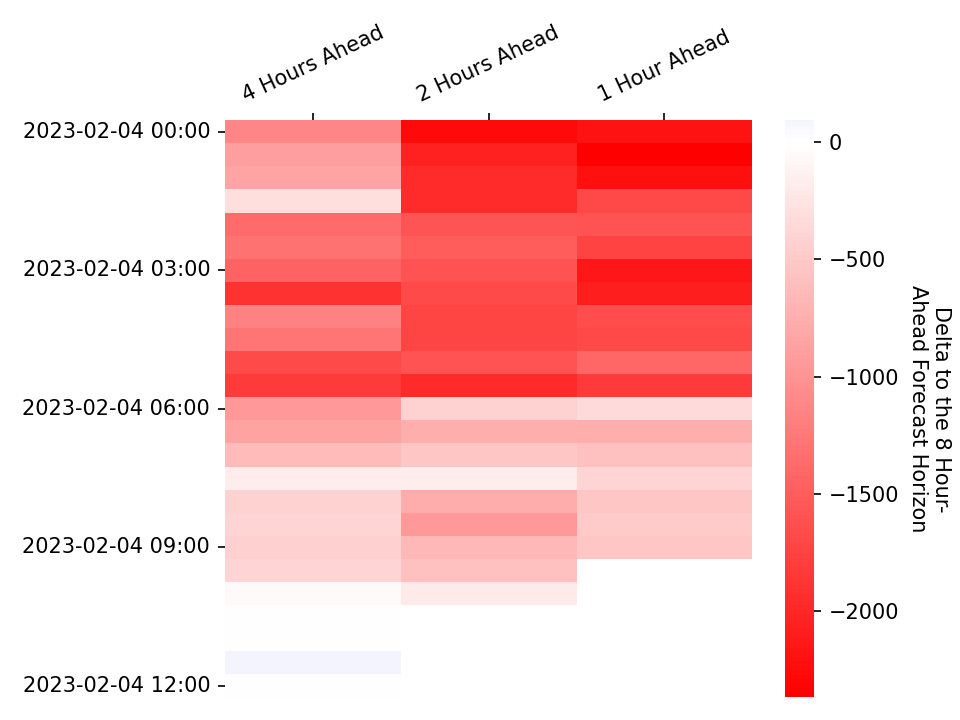 4 Hours Ahead
2 Hours Ahead
1 Hour Ahead
2023-02-04 00:00
2023-02-04 03:00
2023-02-04 06:00
2023-02-04 09:00
2023-02-04 12:00
0
−500
−1000
−1500
−2000
Delta to the 8 Hour-
Ahead Forecast Horizon